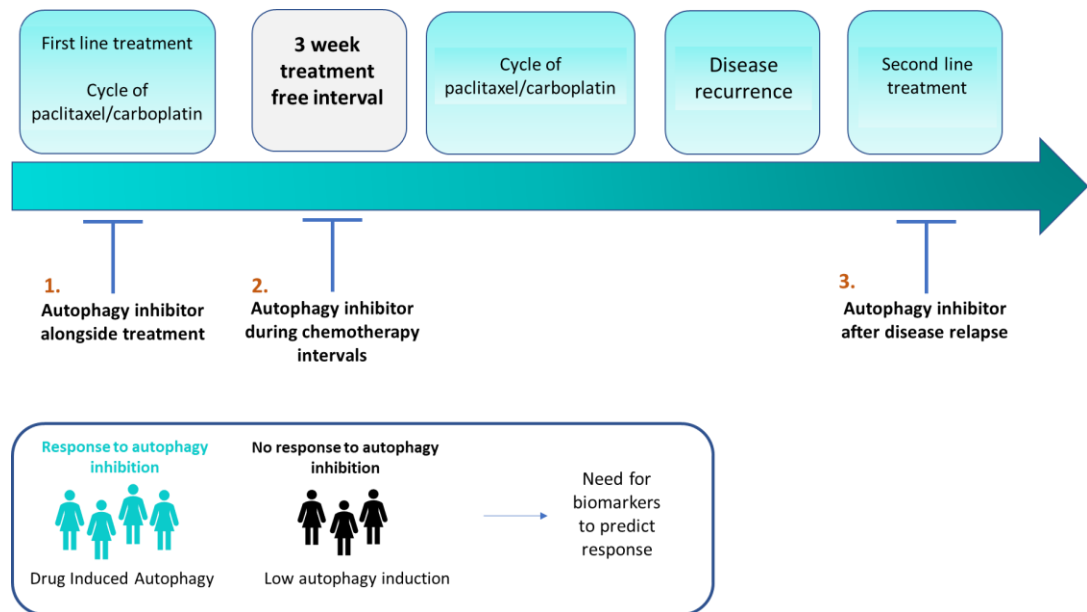 First line treatment
Cycle of
paclitaxel/carboplatin
3 week
treatment
free interval
Cycle of
paclitaxel/carboplatin
Disease
recurrence
Second line
treatment
1.
Autophagy inhibitor
alongside treatment
2.
Autophagy inhibitor
during chemotherapy
intervals
3.
Autophagy inhibitor
after disease relapse
Response to autophagy
inhibition
Drug Induced Autophagy
No response to autophagy
inhibition
Low autophagy induction
Need for
biomarkers
to predict
response